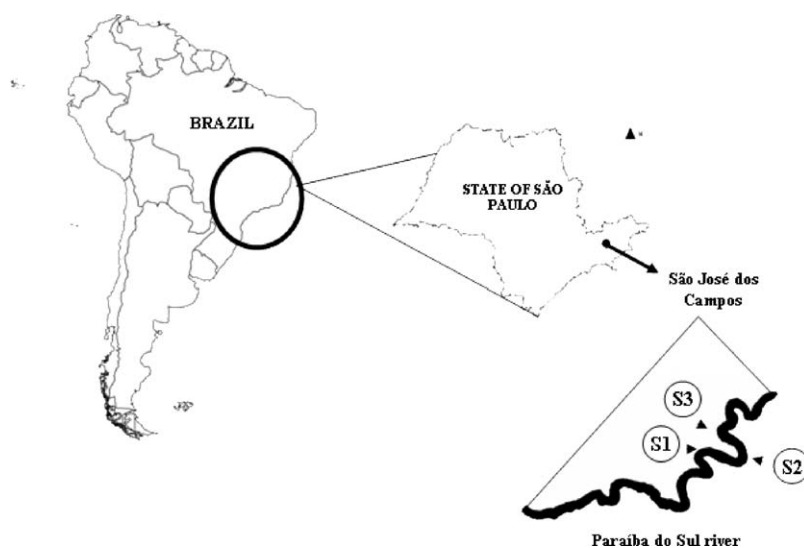 BRAZIL
STATE OF SÃO
PAULO
São José dos
Campos
S3
S1
S2
Paraíba do Sul river